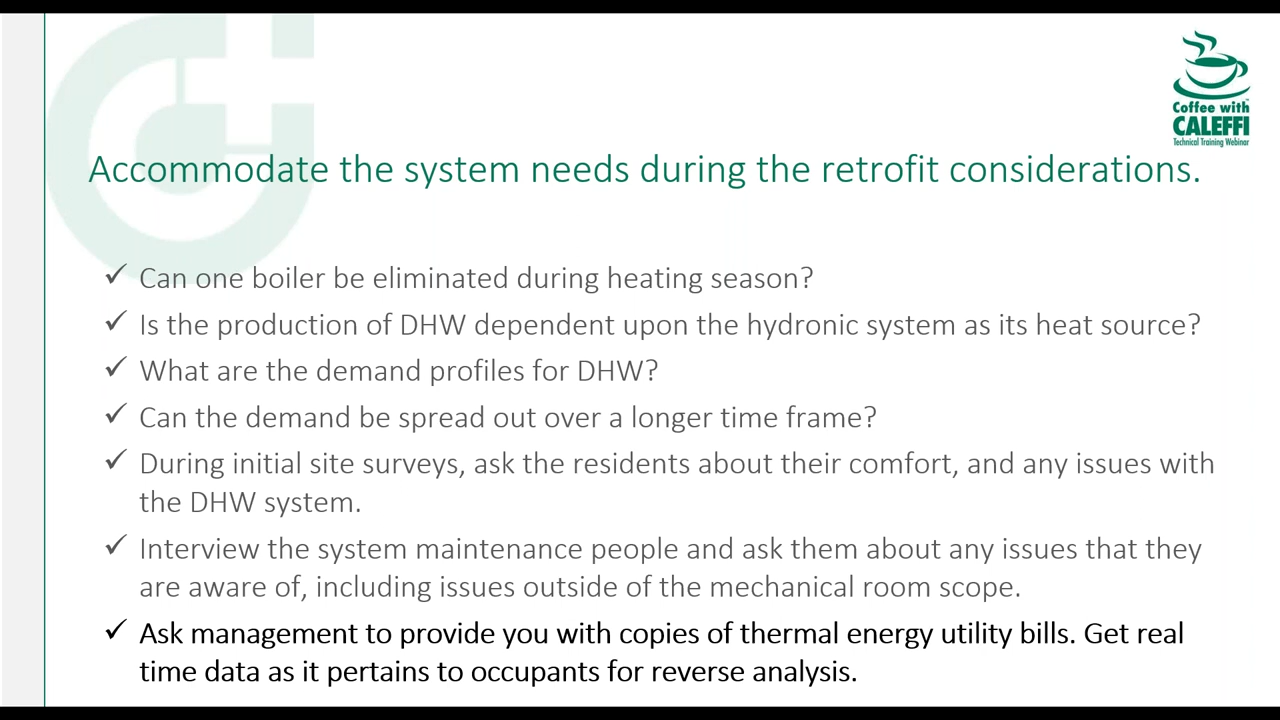 Coffee with
CALEFFI
Technical Training Webinar
Accommodate the system needs during the retrofit considerations.
✓ Can one boiler be eliminated during heating season?
✓ Is the production of DHW dependent upon the hydronic system as its heat source?
✓ What are the demand profiles for DHW?
✓ Can the demand be spread out over a longer time frame?
✓ During initial site surveys, ask the residents about their comfort, and any issues with
the DHW system.
✓ Interview the system maintenance people and ask them about any issues that they
are aware of, including issues outside of the mechanical room scope.
✓ Ask management to provide you with copies of thermal energy utility bills. Get real
time data as it pertains to occupants for reverse analysis.